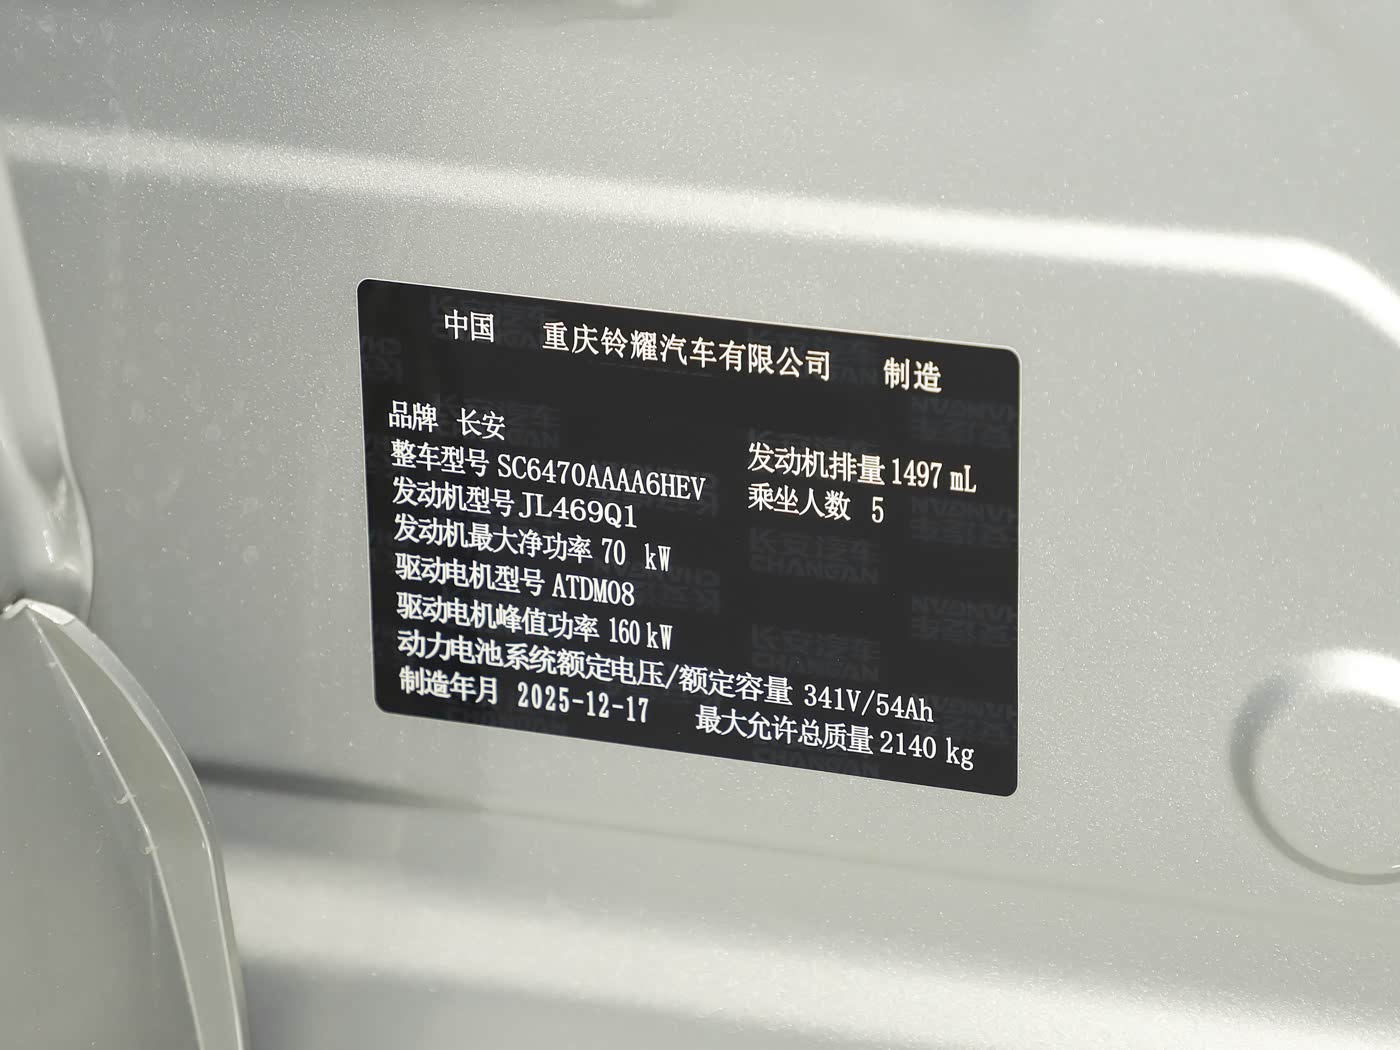 中国 重庆铃耀汽车有限公司 制造
品牌 长安
整车型号 SC6470AAAA6HEV 发动机排量 1497 mL
发动机型号 JL469Q1 乘坐人数 5
发动机最大净功率 70 kW
驱动电机型号 ATDM08
驱动电机峰值功率 160 kW
动力电池系统额定电压/额定容量 341V/54Ah
制造年月 2025-12-17 最大允许总质量 2140 kg
长安汽车
CHANGAN